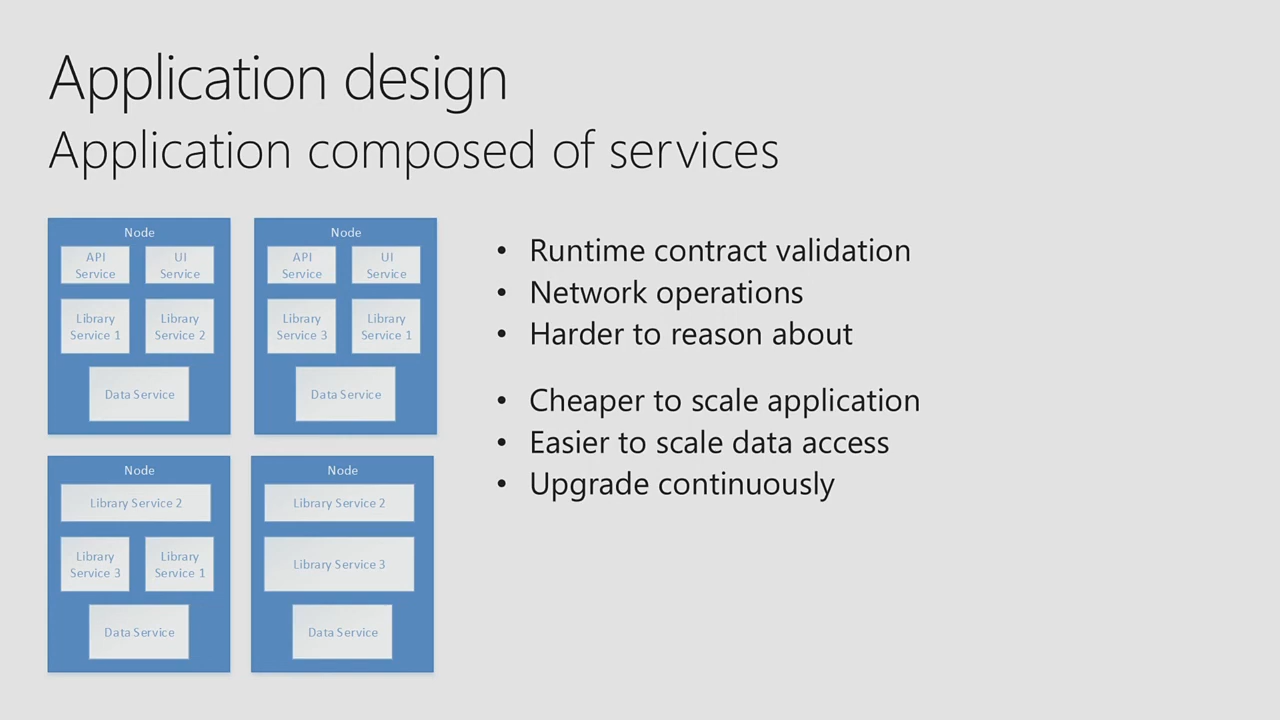 Application design
Application composed of services
Node
API
Service
UI
Service
Library
Service 1
Library
Service 2
Data Service
Node
API
Service
UI
Service
Library
Service 3
Library
Service 1
Data Service
Node
Library Service 2
Library
Service 3
Library
Service 1
Data Service
Node
Library Service 2
Library Service 3
Data Service
• Runtime contract validation
• Network operations
• Harder to reason about
• Cheaper to scale application
• Easier to scale data access
• Upgrade continuously